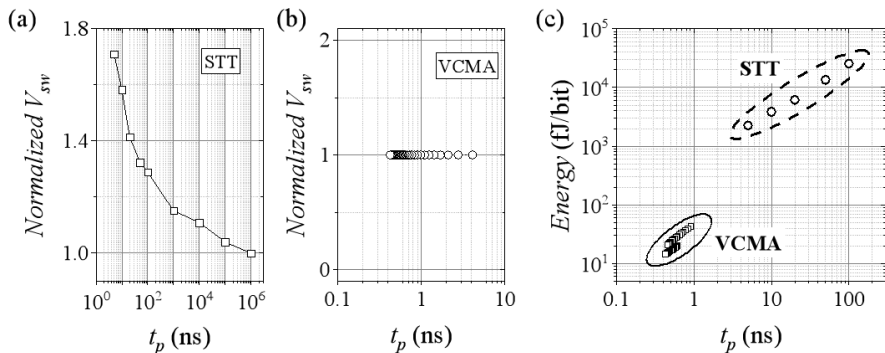 (a)
Normalized V_sw
1.8
1.4
1.0
STT
10^0 10^2 10^4 10^6
t_p (ns)
(b)
Normalized V_sw
2
1
0
VCMA
0.1 1 10
t_p (ns)
(c)
Energy (fJ/bit)
10^5
10^4
10^3
10^2
10^1
STT
VCMA
0.1 1 10 100
t_p (ns)